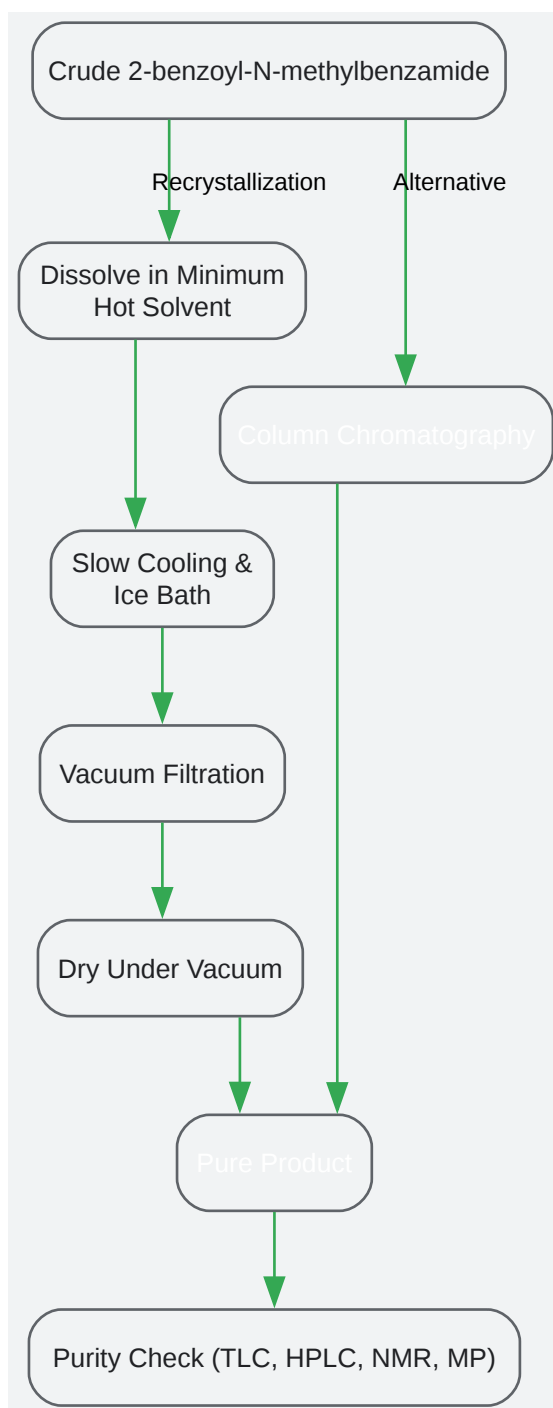 Crude 2-benzoyl-N-methylbenzamide
Recrystallization
Alternative
Dissolve in Minimum
Hot Solvent
Column Chromatography
Slow Cooling &
Ice Bath
Vacuum Filtration
Dry Under Vacuum
Pure Product
Purity Check (TLC, HPLC, NMR, MP)